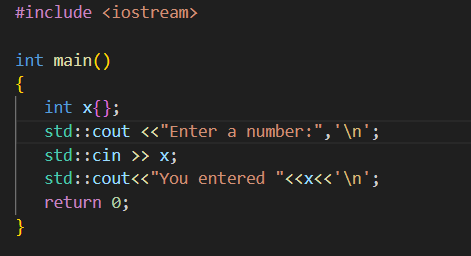 #include <iostream>

int main()
{
   int x{};
   std::cout <<"Enter a number:",'\n';
   std::cin >> x;
   std::cout<<"You entered "<<x<<'\n';
   return 0;
}